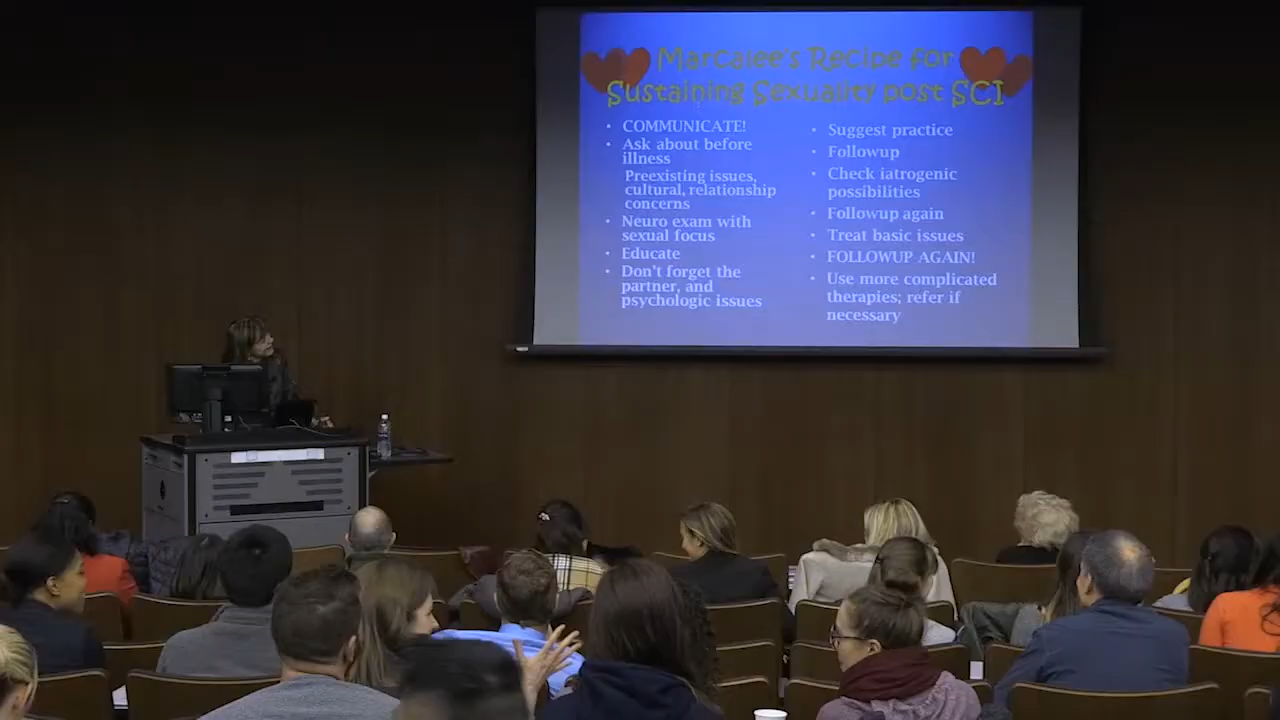 Marcalee's Recipe for
Sustaining Sexuality post SCI
• COMMUNICATE!
• Ask about before
illness
Preexisting issues,
cultural, relationship
concerns
• Neuro exam with
sexual focus
• Educate
• Don't forget the
partner, and
psychologic issues
• Suggest practice
• Followup
• Check iatrogenic
possibilities
• Followup again
• Treat basic issues
• FOLLOWUP AGAIN!
• Use more complicated
therapies; refer if
necessary